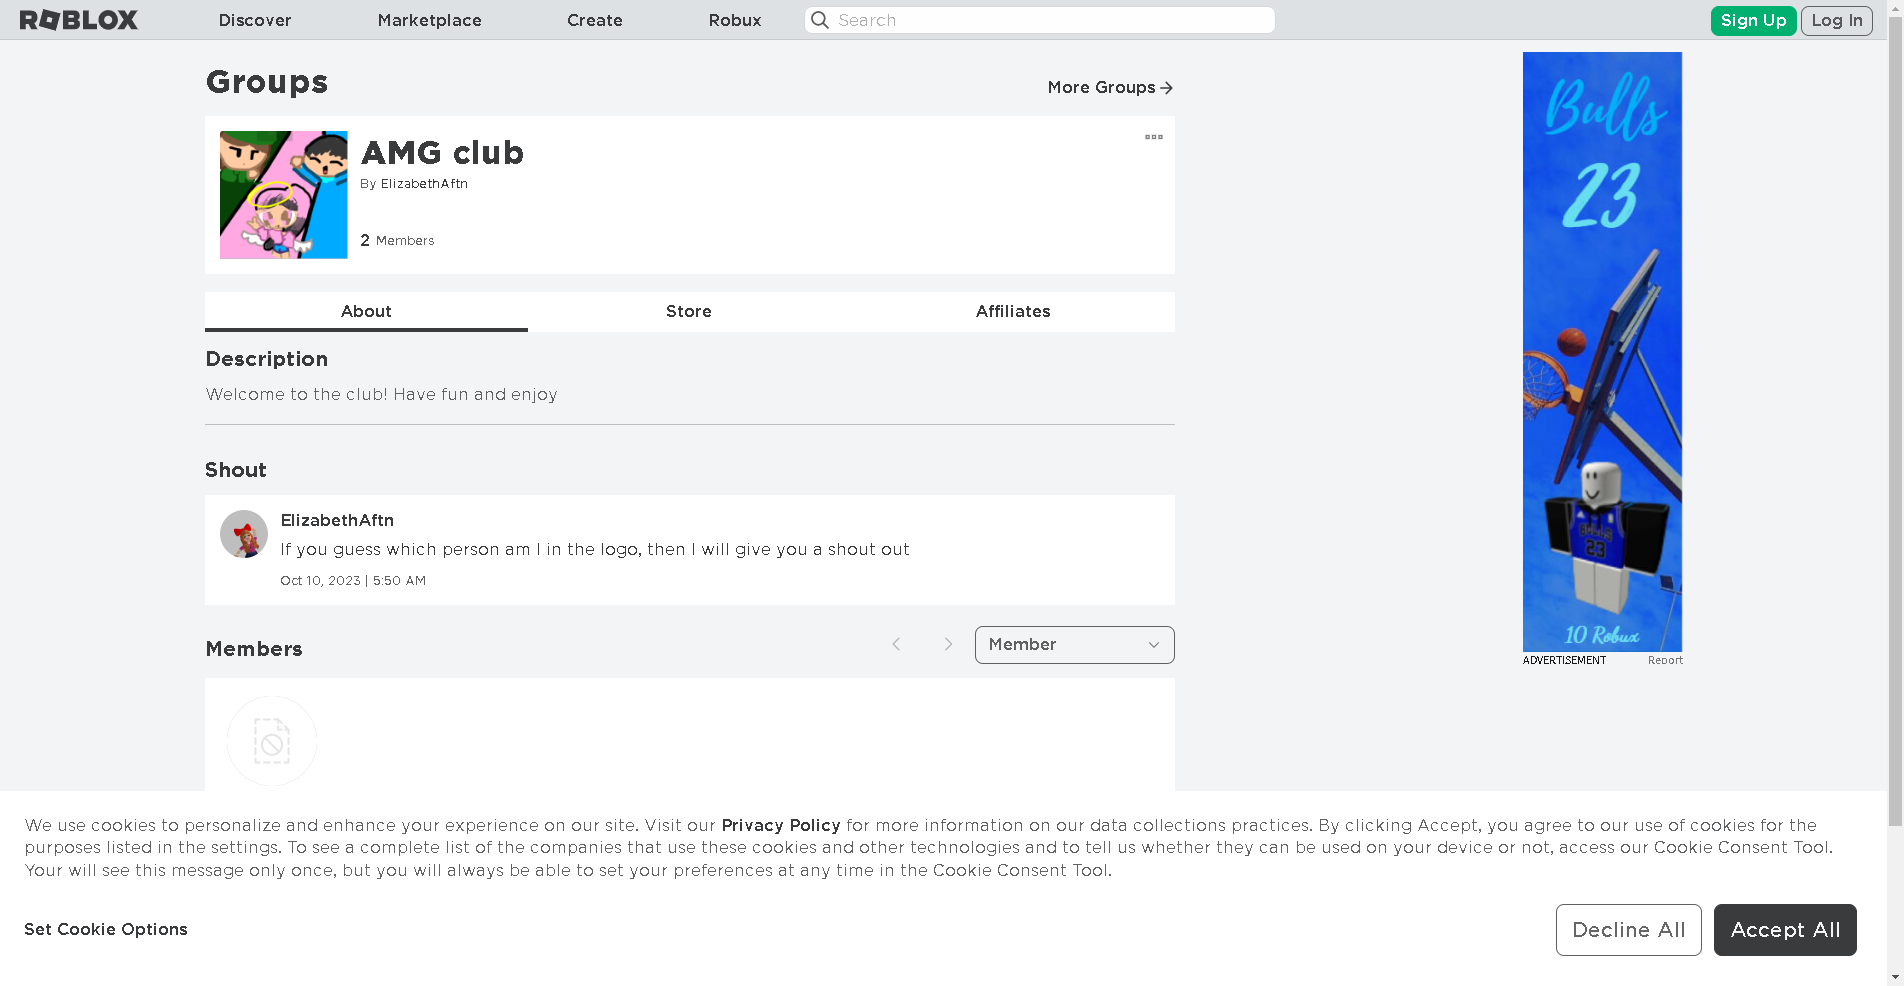 ROBLOX
Discover
Marketplace
Create
Robux
Search
Sign Up
Log In
Groups
More Groups
AMG club
By ElizabethAftn
2 Members
About
Store
Affiliates
Description
Welcome to the club! Have fun and enjoy
Shout
ElizabethAftn
If you guess which person am I in the logo, then I will give you a shout out
Oct 10, 2023 | 5:50 AM
Members
Member
Bulls
23
BULLS
23
10 Robux
ADVERTISEMENT
Report
We use cookies to personalize and enhance your experience on our site. Visit our Privacy Policy for more information on our data collections practices. By clicking Accept, you agree to our use of cookies for the
purposes listed in the settings. To see a complete list of the companies that use these cookies and other technologies and to tell us whether they can be used on your device or not, access our Cookie Consent Tool.
Your will see this message only once, but you will always be able to set your preferences at any time in the Cookie Consent Tool.
Set Cookie Options
Decline All
Accept All